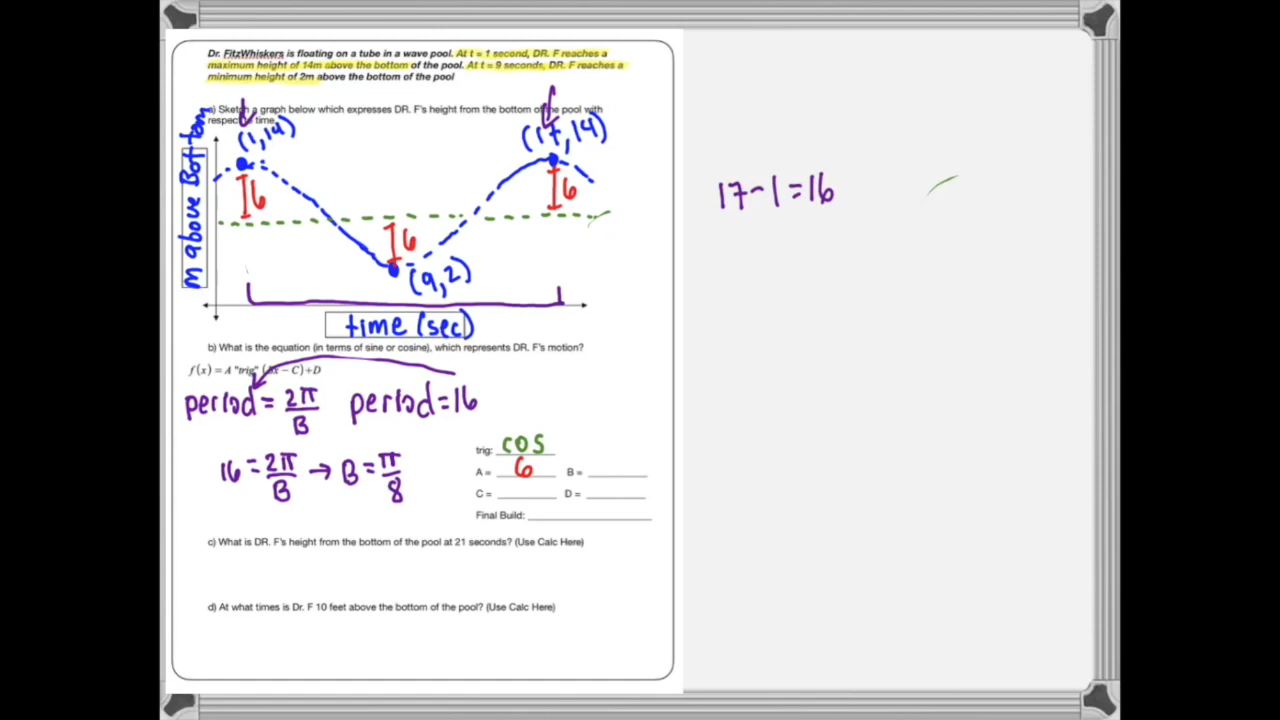 Dr. FitzWhiskers is floating on a tube in a wave pool. At t = 1 second, DR. F reaches a
maximum height of 14m above the bottom of the pool. At t = 9 seconds, DR. F reaches a
minimum height of 2m above the bottom of the pool
a) Sketch a graph below which expresses DR. F's height from the bottom of the pool with
respect to time.
(1,14)
(17,14)
m above Bottom
6
6
6
(9,2)
time (sec)
17-1=16
b) What is the equation (in terms of sine or cosine), which represents DR. F's motion?
f(x) = A "trig" (Bx − C)+D
period = 2π/B period = 16
16 = 2π/B → B = π/8
trig: cos
A = 6 B =
C = D =
Final Build:
c) What is DR. F's height from the bottom of the pool at 21 seconds? (Use Calc Here)
d) At what times is Dr. F 10 feet above the bottom of the pool? (Use Calc Here)